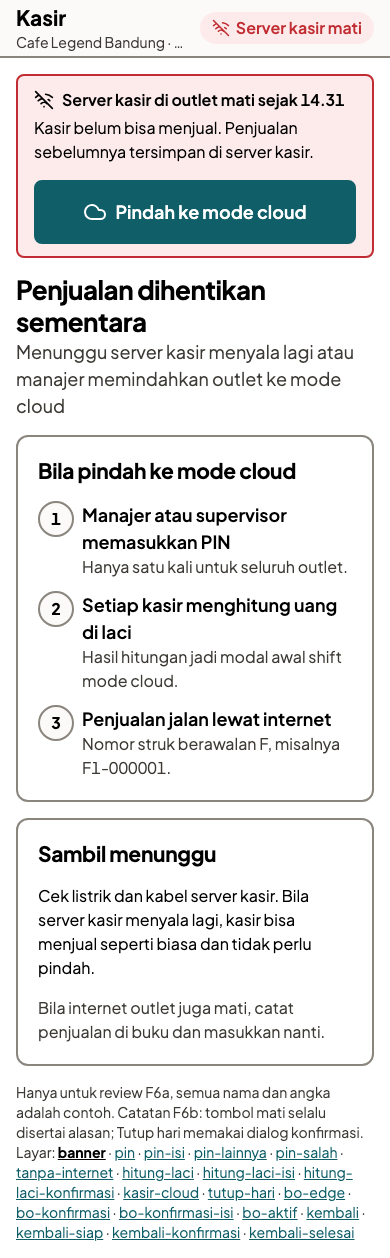 Kasir
Cafe Legend Bandung · ...
Server kasir mati
Server kasir di outlet mati sejak 14.31
Kasir belum bisa menjual. Penjualan
sebelumnya tersimpan di server kasir.
Pindah ke mode cloud
Penjualan dihentikan
sementara
Menunggu server kasir menyala lagi atau
manajer memindahkan outlet ke mode
cloud
Bila pindah ke mode cloud
1
Manajer atau supervisor
memasukkan PIN
Hanya satu kali untuk seluruh outlet.
2
Setiap kasir menghitung uang
di laci
Hasil hitungan jadi modal awal shift
mode cloud.
3
Penjualan jalan lewat internet
Nomor struk berawalan F, misalnya
F1-000001.
Sambil menunggu
Cek listrik dan kabel server kasir. Bila
server kasir menyala lagi, kasir bisa
menjual seperti biasa dan tidak perlu
pindah.
Bila internet outlet juga mati, catat
penjualan di buku dan masukkan nanti.
Hanya untuk review F6a, semua nama dan angka
adalah contoh. Catatan F6b: tombol mati selalu
disertai alasan; Tutup hari memakai dialog konfirmasi.
Layar: banner · pin · pin-isi · pin-lainnya · pin-salah ·
tanpa-internet · hitung-laci · hitung-laci-isi · hitung-
laci-konfirmasi · kasir-cloud · tutup-hari · bo-edge ·
bo-konfirmasi · bo-konfirmasi-isi · bo-aktif · kembali ·
kembali-siap · kembali-konfirmasi · kembali-selesai